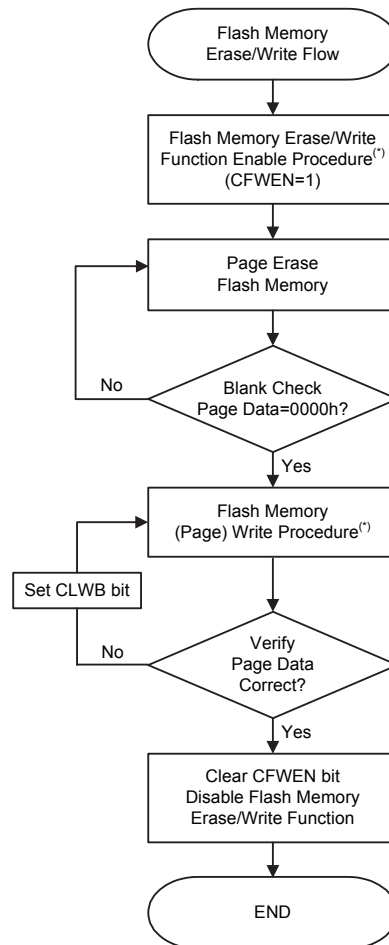 Flash Memory
Erase/Write Flow
Flash Memory Erase/Write
Function Enable Procedure(*)
(CFWEN=1)
Page Erase
Flash Memory
Blank Check
Page Data=0000h?
No
Yes
Flash Memory
(Page) Write Procedure(*)
Set CLWB bit
Verify
Page Data
Correct?
No
Yes
Clear CFWEN bit
Disable Flash Memory
Erase/Write Function
END